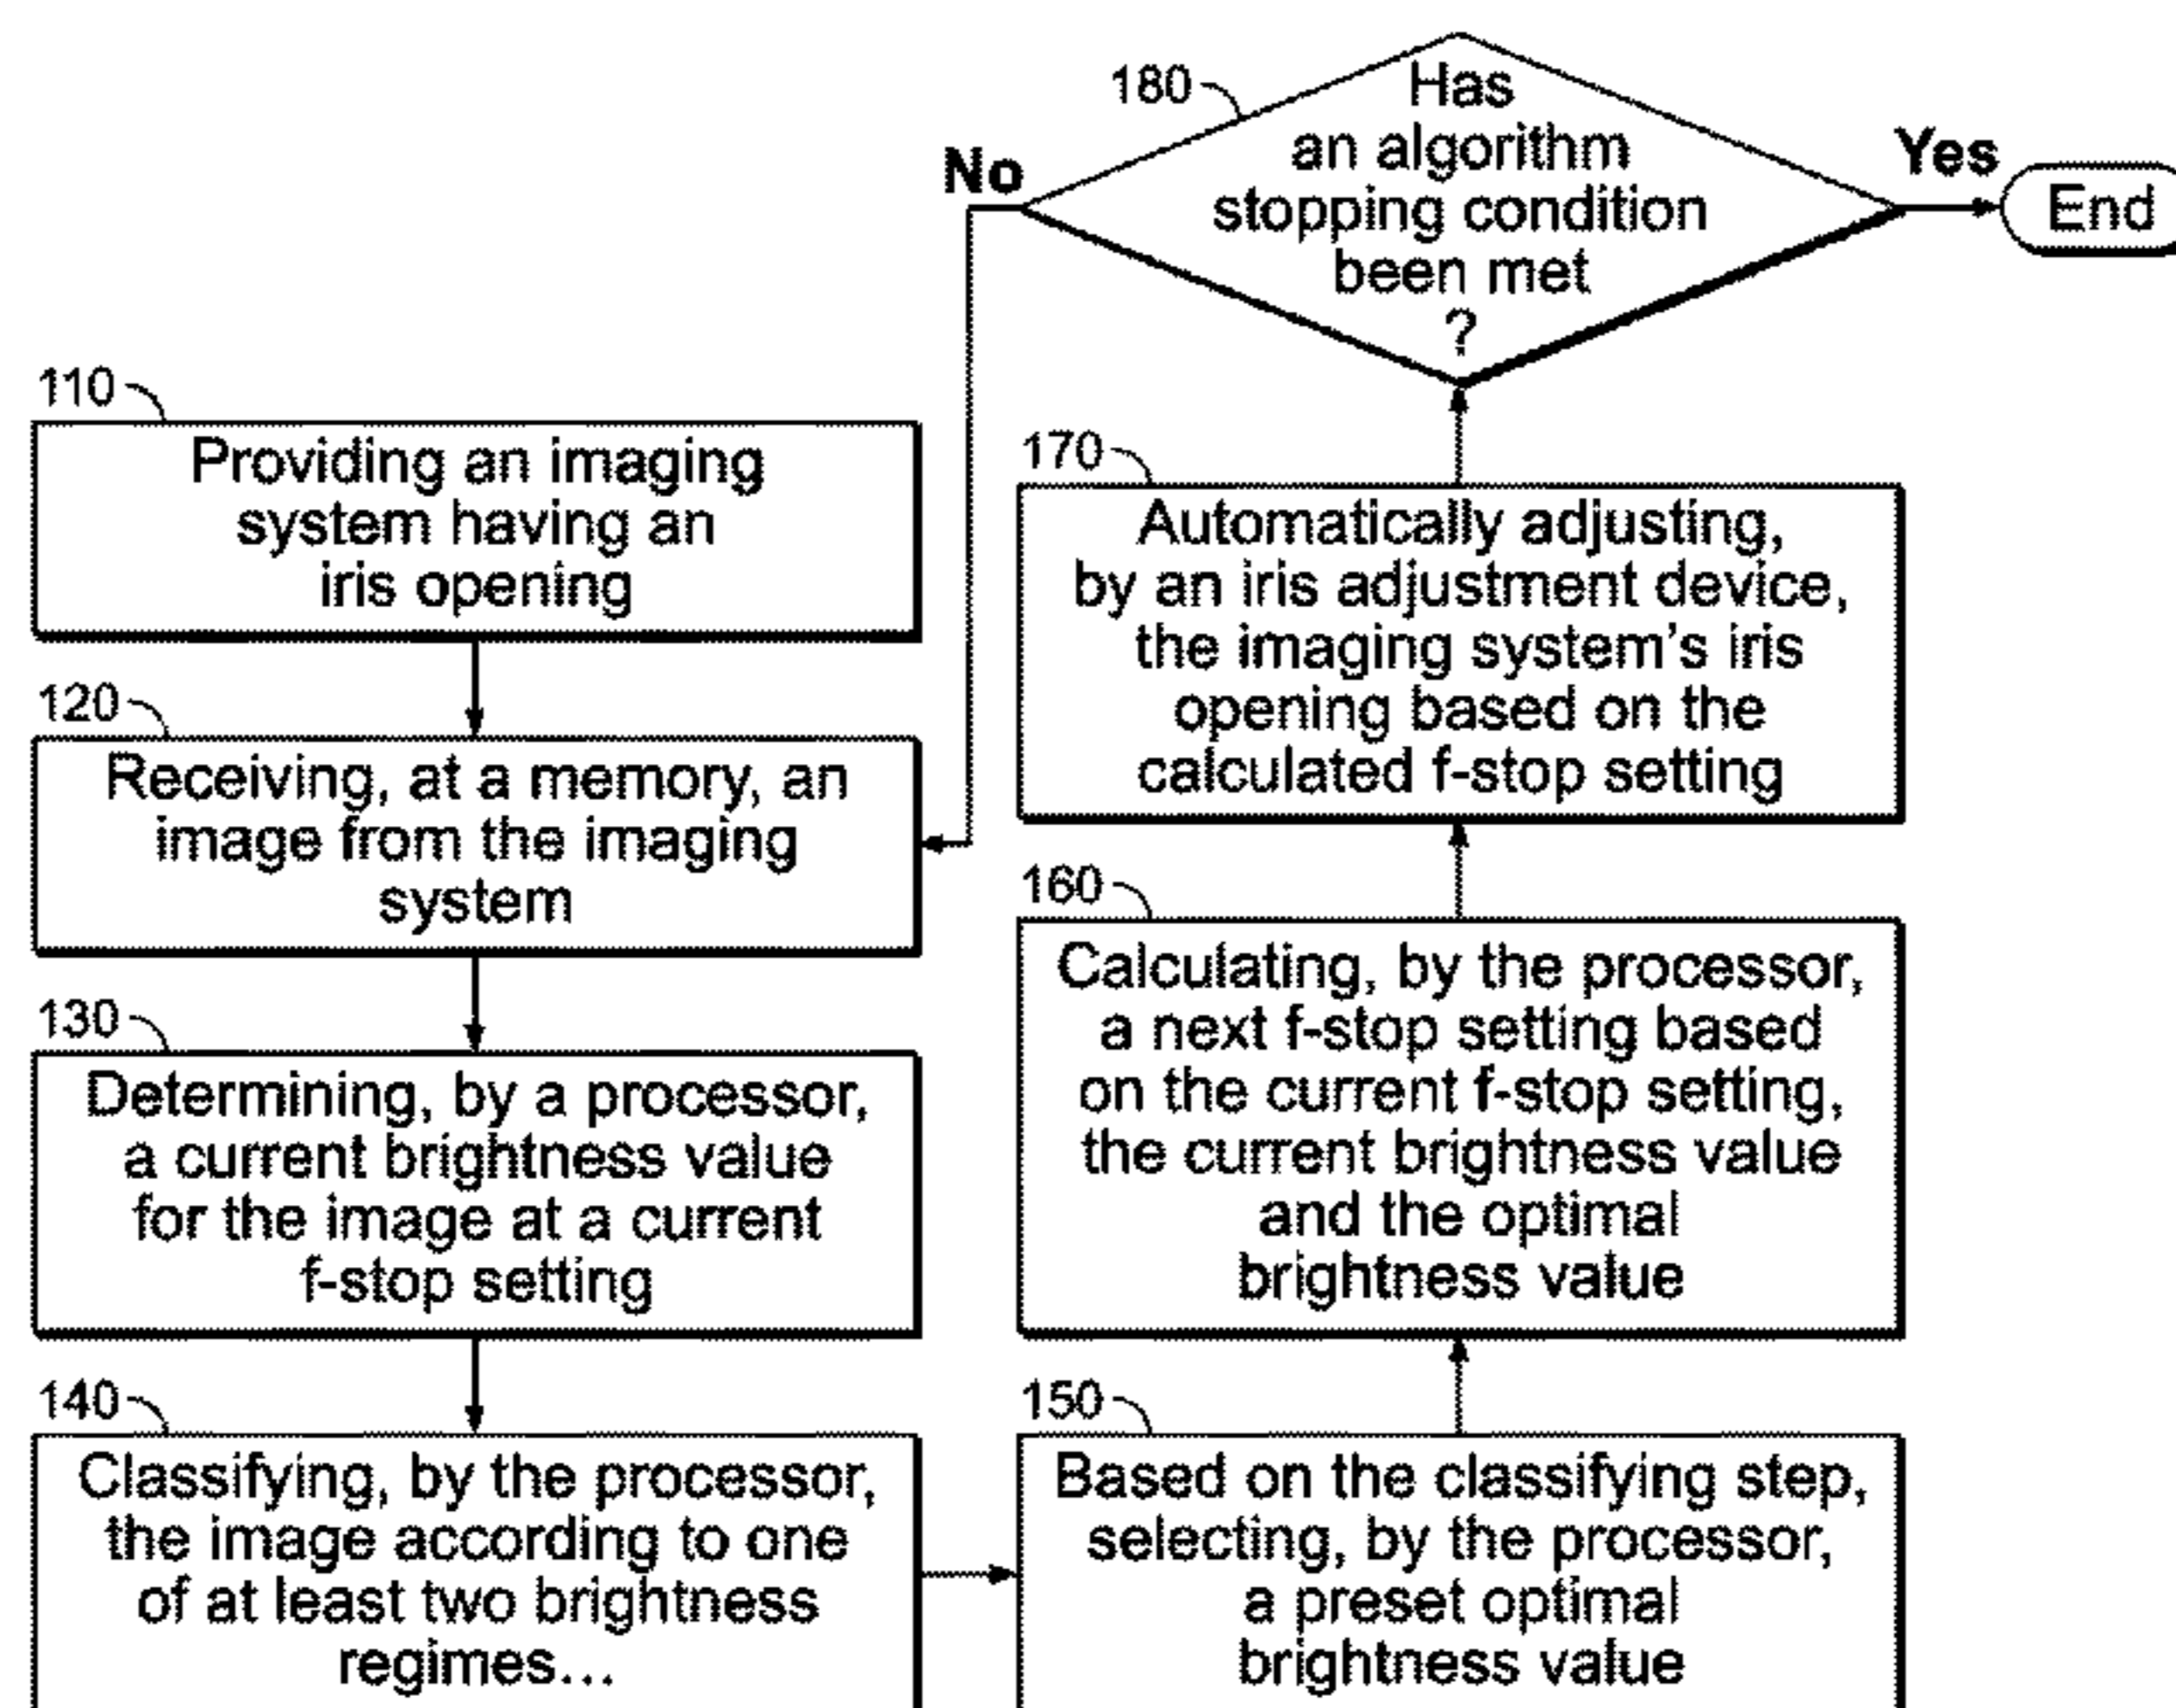 110
Providing an imaging
system having an
iris opening
120
Receiving, at a memory, an
image from the imaging
system
130
Determining, by a processor,
a current brightness value
for the image at a current
f-stop setting
140
Classifying, by the processor,
the image according to one
of at least two brightness
regimes...
150
Based on the classifying step,
selecting, by the processor,
a preset optimal
brightness value
160
Calculating, by the processor,
a next f-stop setting based
on the current f-stop setting,
the current brightness value
and the optimal
brightness value
170
Automatically adjusting,
by an iris adjustment device,
the imaging system's iris
opening based on the
calculated f-stop setting
180
Has
an algorithm
stopping condition
been met
?
No
Yes
End